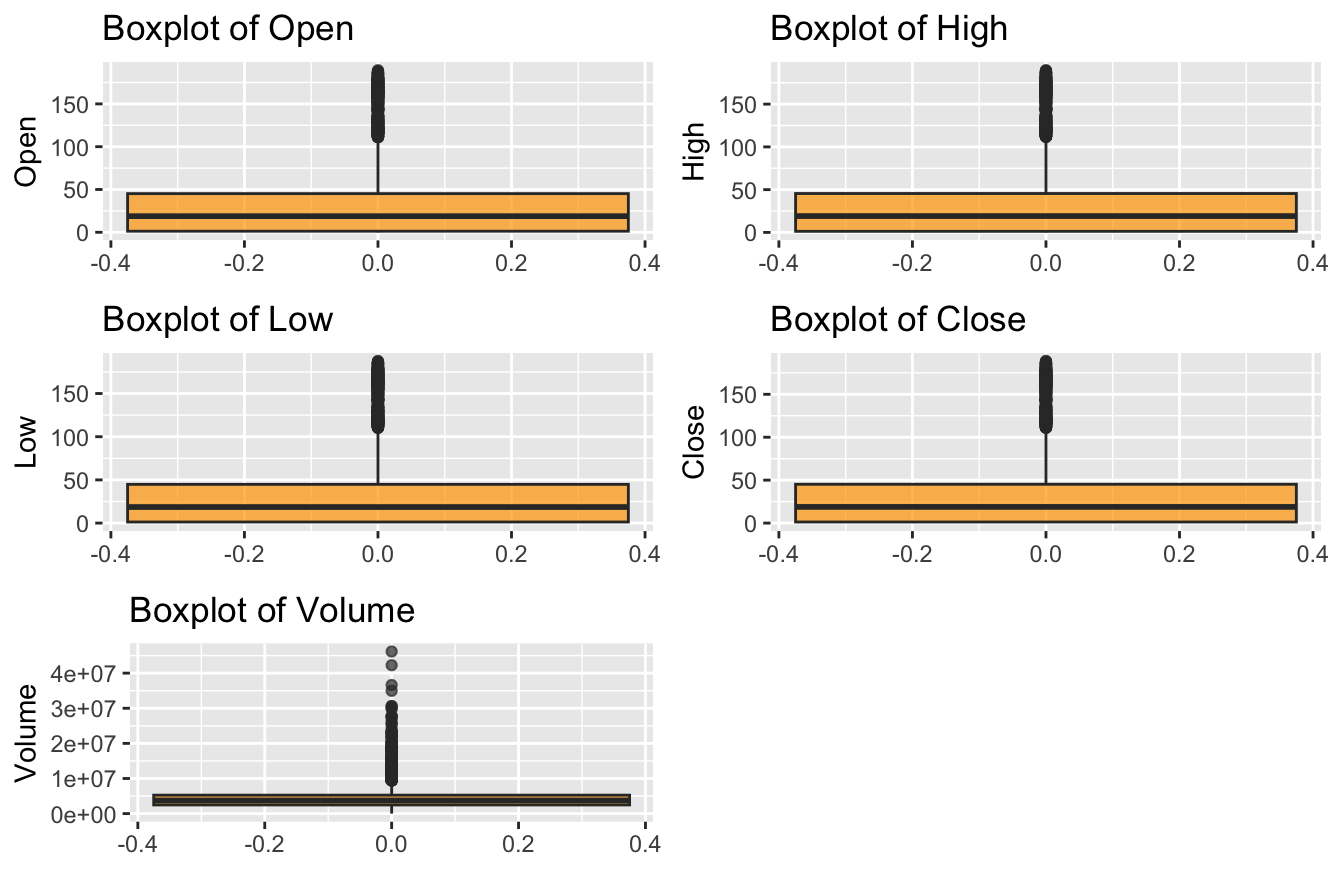 Boxplot of Open
Open
150
100
50
0
-0.4 -0.2 0.0 0.2 0.4
Boxplot of High
High
150
100
50
0
-0.4 -0.2 0.0 0.2 0.4
Boxplot of Low
Low
150
100
50
0
-0.4 -0.2 0.0 0.2 0.4
Boxplot of Close
Close
150
100
50
0
-0.4 -0.2 0.0 0.2 0.4
Boxplot of Volume
Volume
4e+07
3e+07
2e+07
1e+07
0e+00
-0.4 -0.2 0.0 0.2 0.4